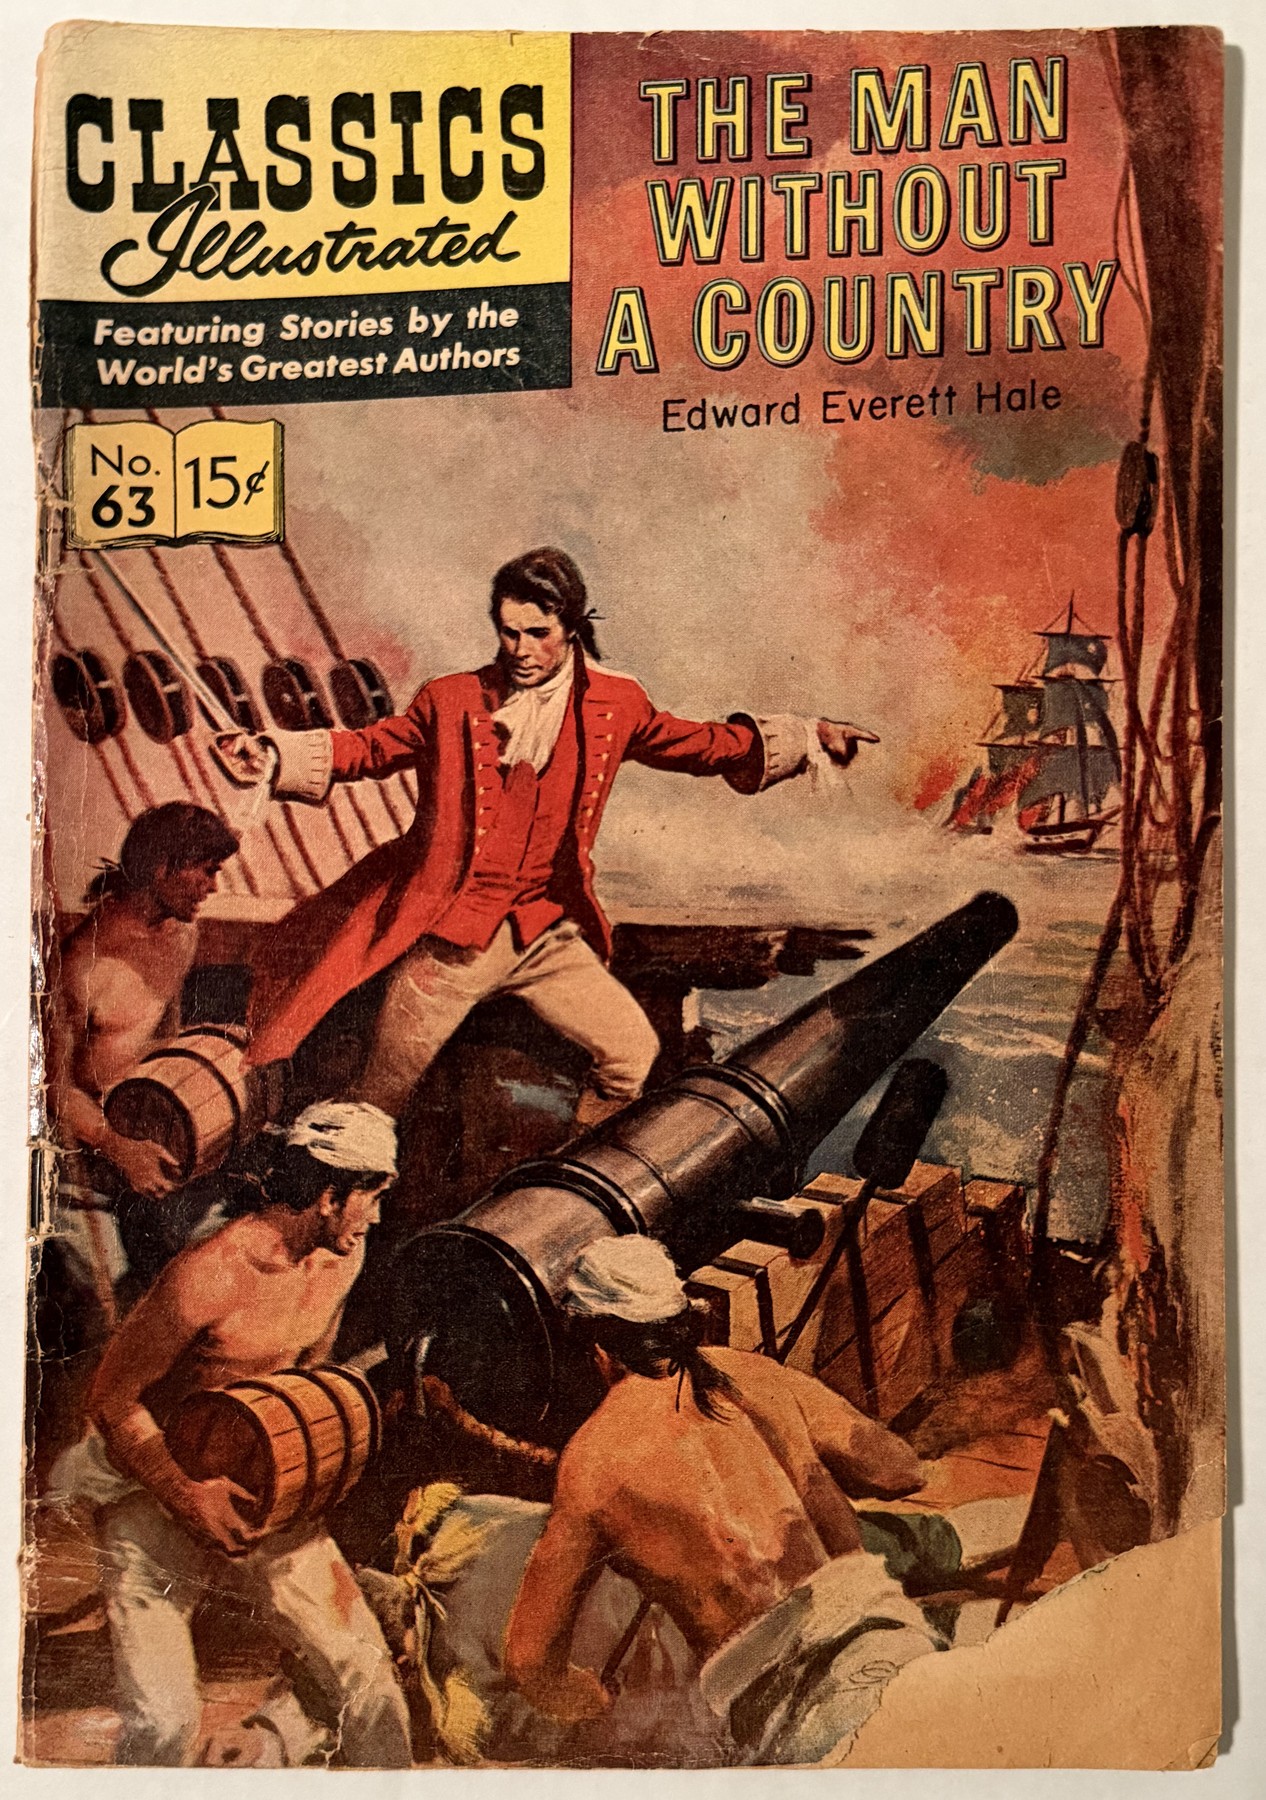 CLASSICS
Illustrated
Featuring Stories by the
World's Greatest Authors
No.
63
15¢
THE MAN
WITHOUT
A COUNTRY
Edward Everett Hale